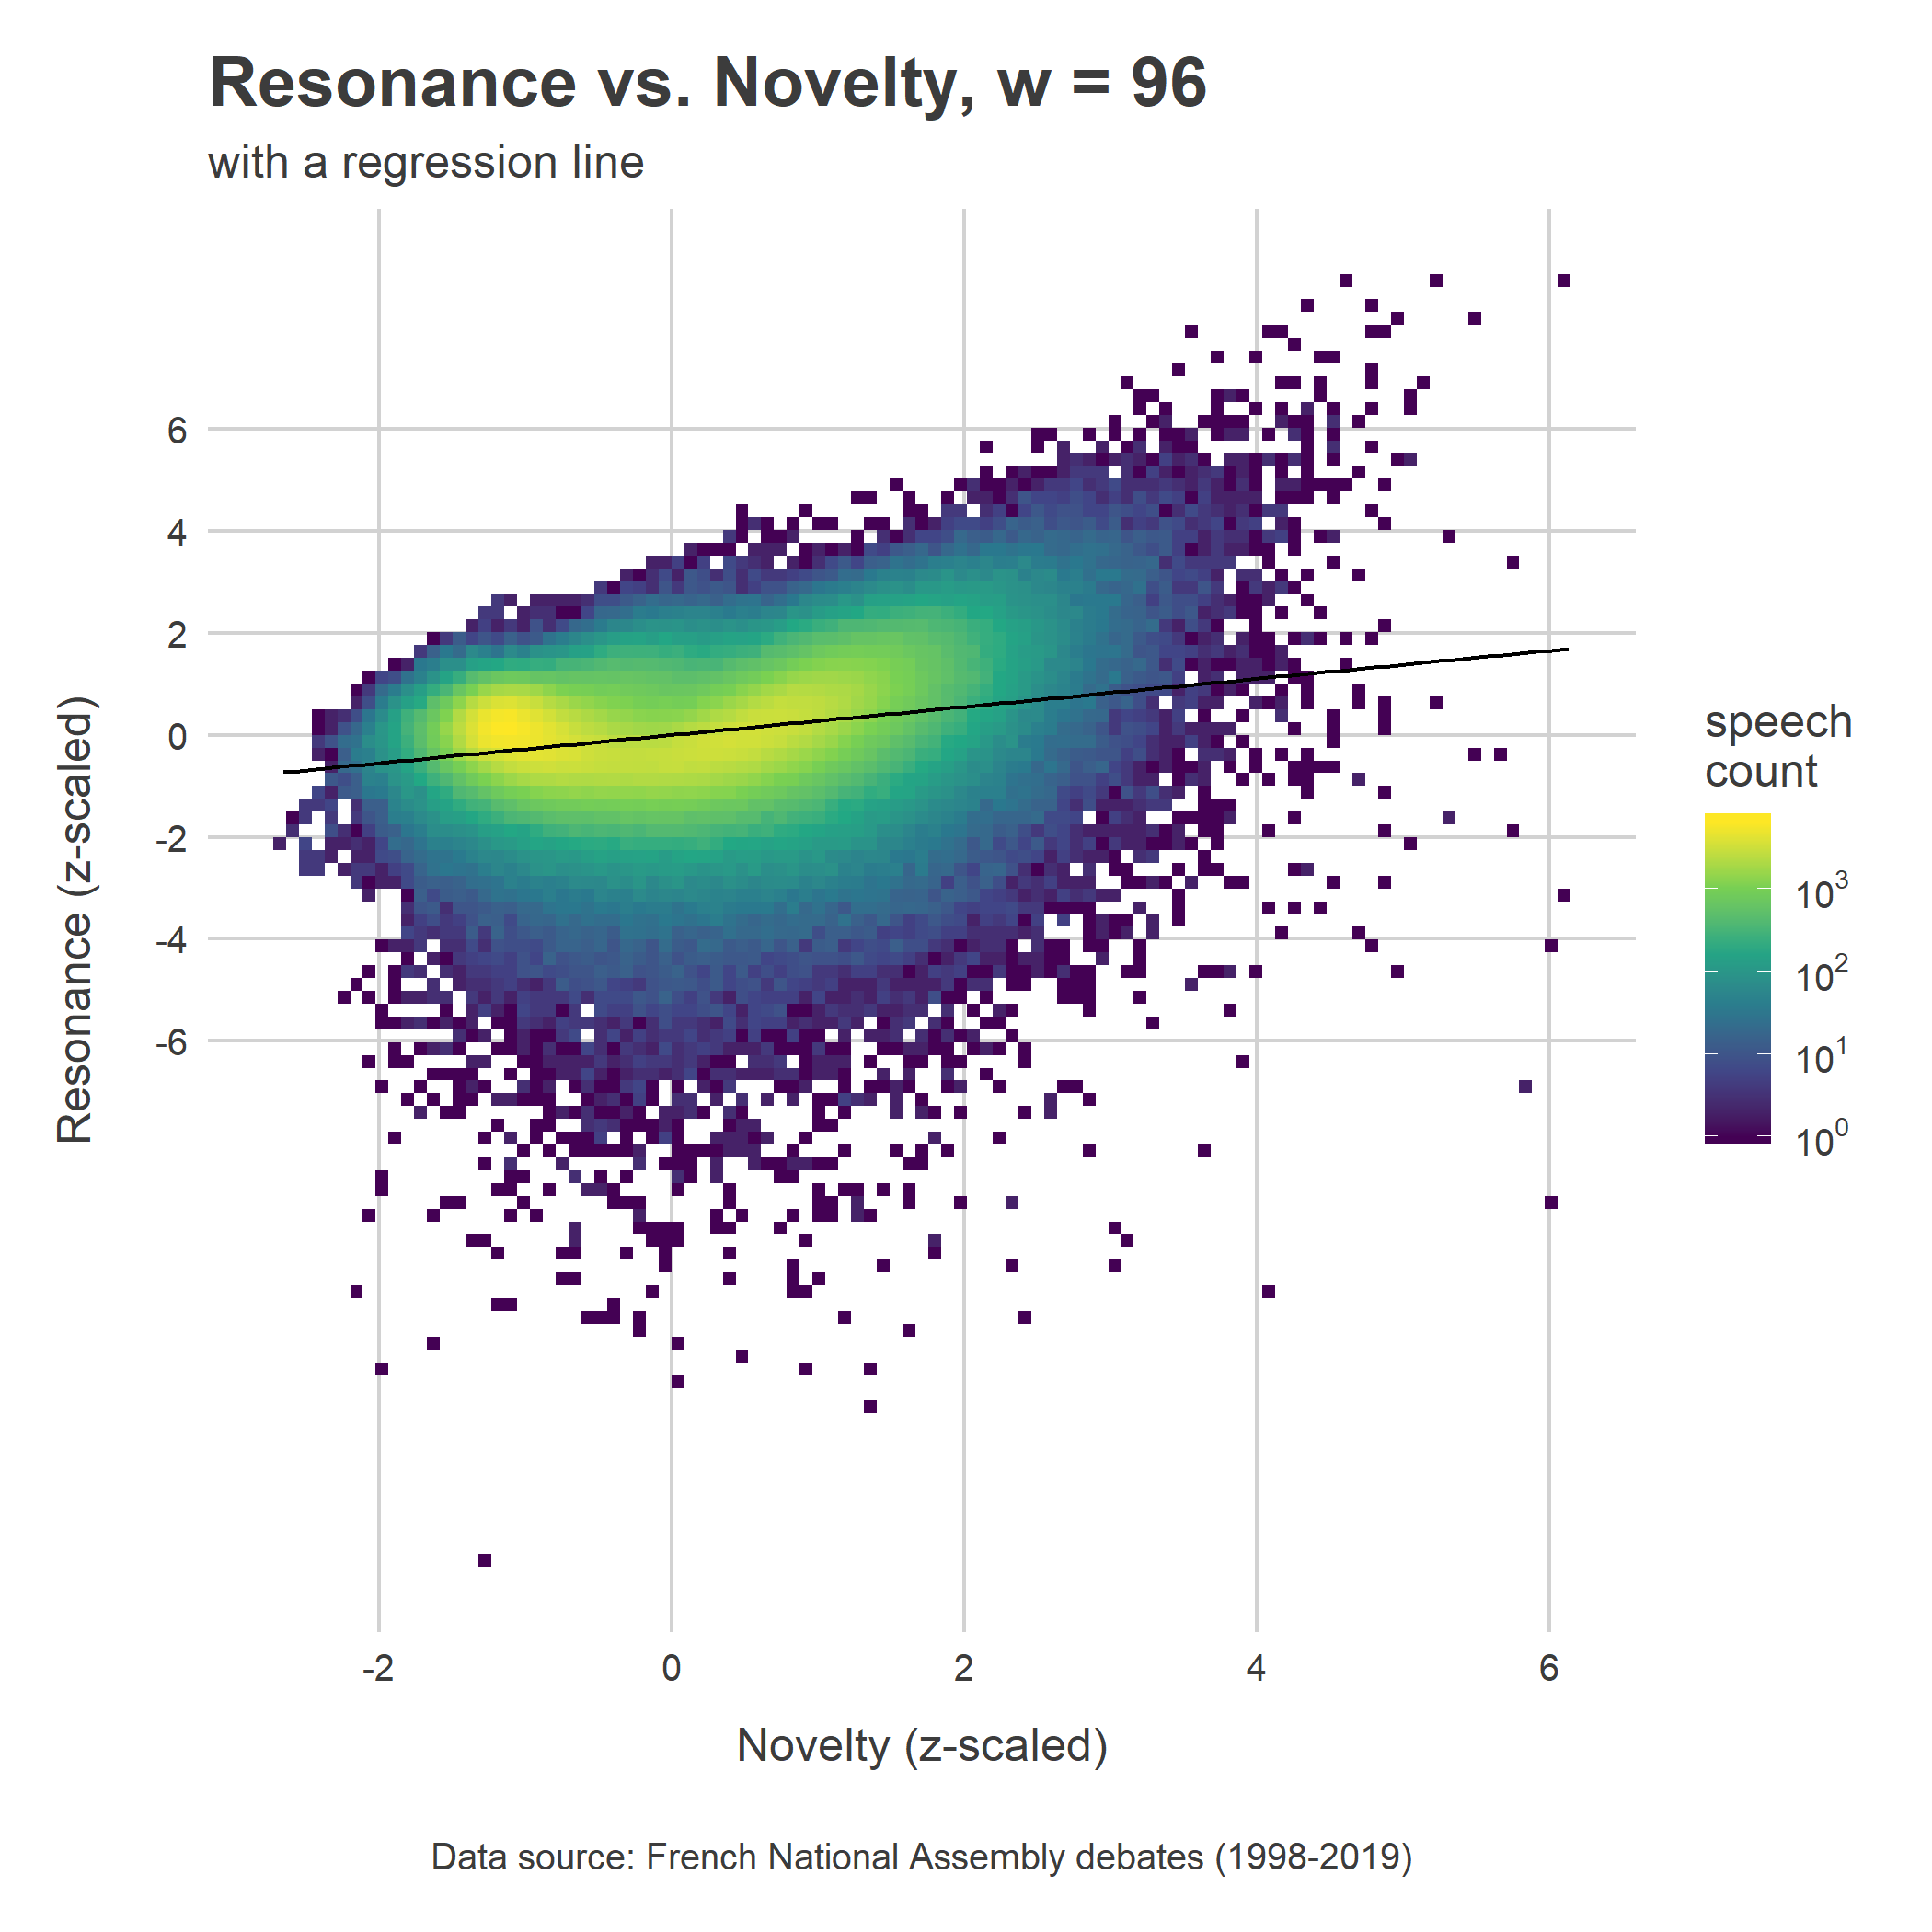 Resonance vs. Novelty, w = 96
with a regression line
6
4
2
0
-2
-4
-6
Resonance (z-scaled)
-2 0 2 4 6
Novelty (z-scaled)
speech
count
10³
10²
10¹
10⁰
Data source: French National Assembly debates (1998-2019)